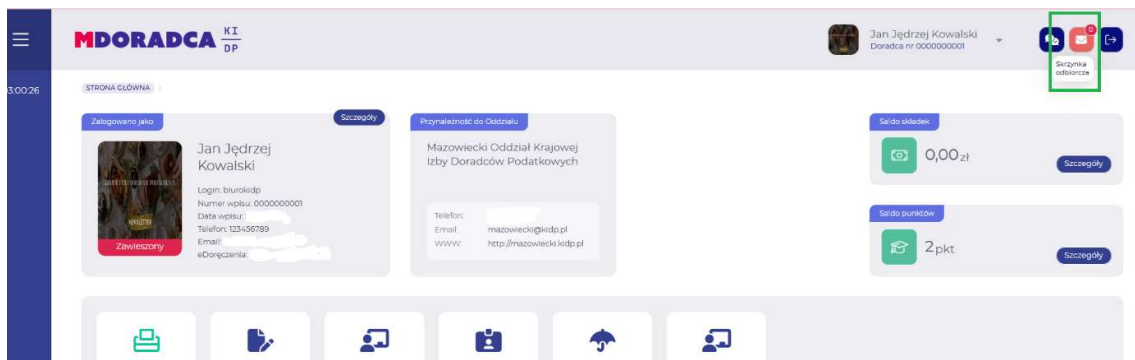 MDORADCA KI DP
Jan Jędrzej Kowalski
Doradca nr 0000000001
0
Skrzynka
odbiorcza
3:00:26
STRONA GŁÓWNA
Zalogowano jako
Szczegóły
Jan Jędrzej
Kowalski
Login: biurokidp
Numer wpisu: 0000000001
Data wpisu:
Telefon: 123456789
Email:
eDoręczenia:
NEWSLETTER
Zawieszony
Przynależność do Oddziału
Mazowiecki Oddział Krajowej
Izby Doradców Podatkowych
Telefon:
Email: mazowiecki@kidp.pl
WWW: http://mazowiecki.kidp.pl
Saldo składek
0,00 zł
Szczegóły
Saldo punktów
2 pkt
Szczegóły